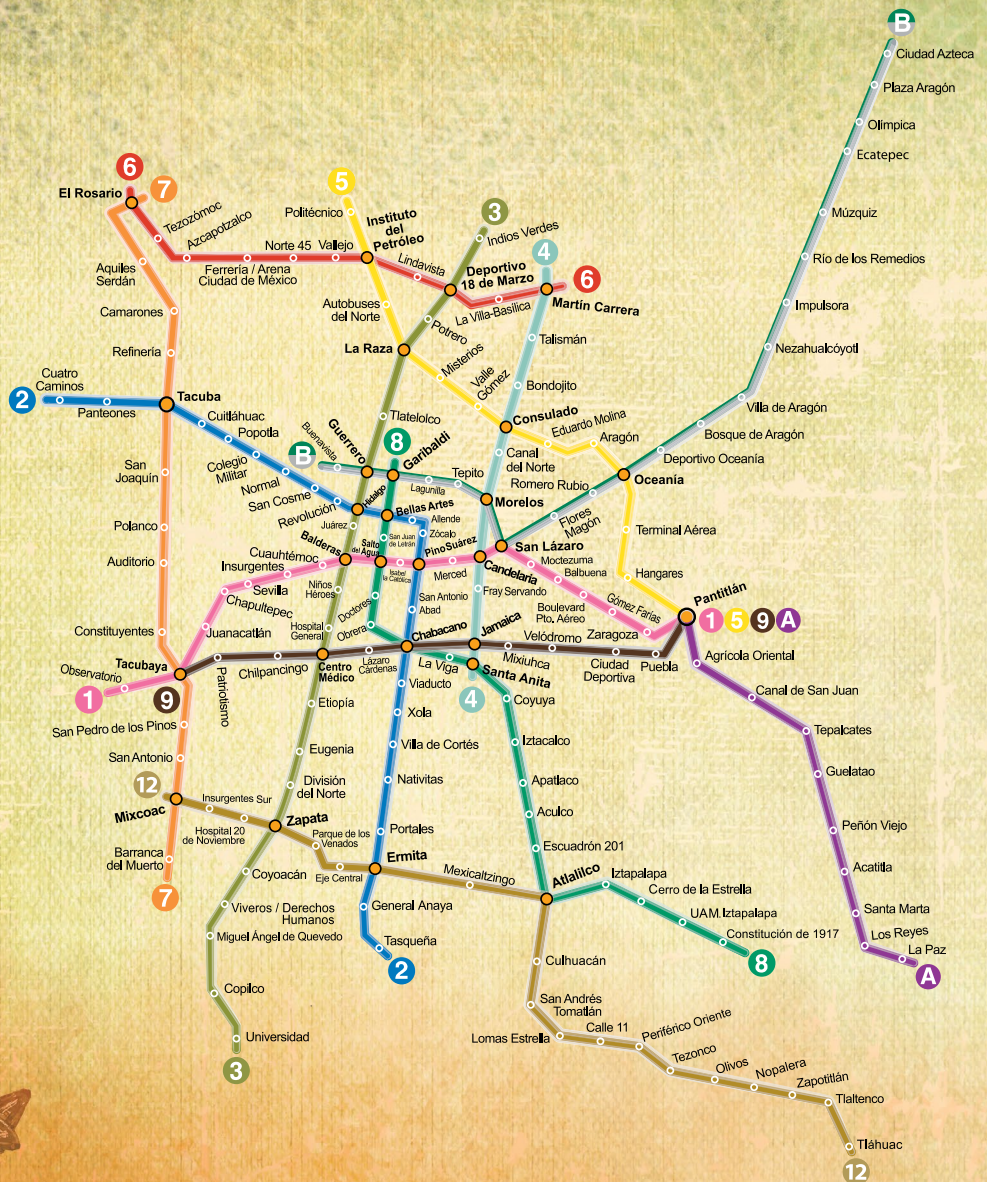 B
Ciudad Azteca
Plaza Aragón
Olimpica
Ecatepec
Múzquiz
Río de los Remedios
Impulsora
Nezahualcóyotl
Villa de Aragón
Bosque de Aragón
Deportivo Oceanía
Oceanía
Romero Rubio
Flores
Magón
San Lázaro
Morelos
Tepito
Lagunilla
Garibaldi
Guerrero
Buenavista
B
6
7
El Rosario
Tezozómoc
Azcapotzalco
Ferrería / Arena
Ciudad de México
Norte 45
Vallejo
Instituto
del
Petróleo
Lindavista
Deportivo
18 de Marzo
La Villa-Basilica
Martín Carrera
6
5
Politécnico
Autobuses
del Norte
La Raza
Misterios
Valle
Gómez
Consulado
Eduardo Molina
Aragón
Terminal Aérea
Hangares
Pantitlán
1
5
9
A
3
Indios Verdes
Potrero
Tlatelolco
Hidalgo
Juárez
Balderas
Niños
Héroes
Hospital
General
Centro
Médico
Etiopía
Eugenia
División
del Norte
Zapata
Coyoacán
Viveros / Derechos
Humanos
Miguel Ángel de Quevedo
Copilco
Universidad
3
4
Talismán
Bondojito
Canal
del Norte
Candelaria
Fray Servando
Jamaica
Santa Anita
4
Aquiles
Serdán
Camarones
Refinería
Tacuba
San
Joaquín
Polanco
Auditorio
Constituyentes
Tacubaya
San Pedro de los Pinos
San Antonio
Mixcoac
Barranca
del Muerto
7
2
Cuatro
Caminos
Panteones
Cuitláhuac
Popotla
Colegio
Militar
Normal
San Cosme
Revolución
Bellas Artes
Allende
Zócalo
Pino Suárez
San Antonio
Abad
Chabacano
Viaducto
Xola
Villa de Cortés
Nativitas
Portales
Ermita
General Anaya
Tasqueña
2
8
San Juan
de Letrán
Salto
del Agua
Doctores
Obrera
La Viga
Coyuya
Iztacalco
Apatlaco
Aculco
Escuadrón 201
Atlalilco
Iztapalapa
Cerro de la Estrella
UAM.Iztapalapa
Constitución de 1917
8
1
Observatorio
Juanacatlán
Chapultepec
Sevilla
Insurgentes
Cuauhtémoc
Isabel
la Católica
Merced
Moctezuma
Balbuena
Boulevard
Pto. Aéreo
Gómez Farías
Zaragoza
9
Patriotismo
Chilpancingo
Lázaro
Cárdenas
Mixiuhca
Velódromo
Ciudad
Deportiva
Puebla
Agrícola Oriental
Canal de San Juan
Tepalcates
Guelatao
Peñón Viejo
Acatitla
Santa Marta
Los Reyes
La Paz
A
12
Insurgentes Sur
Hospital 20
de Noviembre
Parque de los
Venados
Eje Central
Mexicaltzingo
Culhuacán
San Andrés
Tomatlán
Lomas Estrella
Calle 11
Periférico Oriente
Tezonco
Olivos
Nopalera
Zapotitlán
Tlaltenco
Tláhuac
12